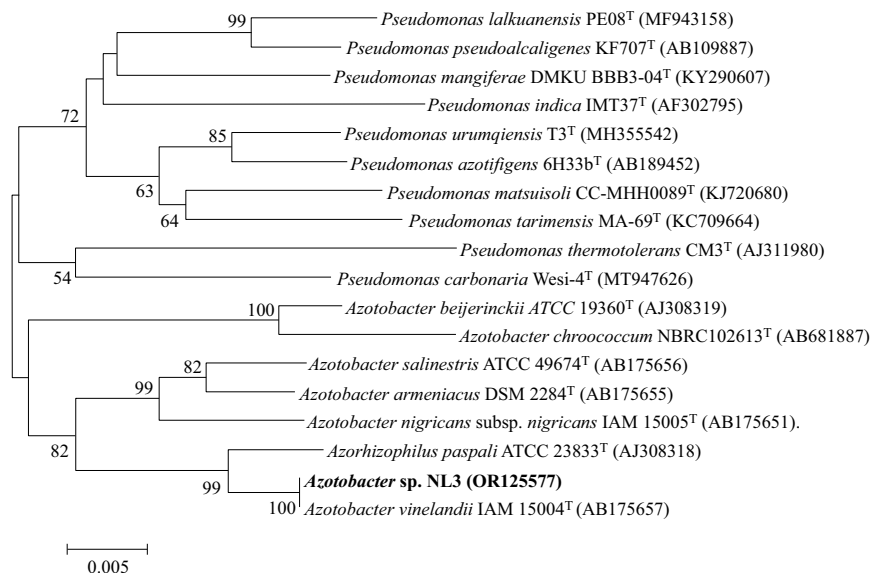 99
Pseudomonas lalkuanensis PE08ᵀ (MF943158)
Pseudomonas pseudoalcaligenes KF707ᵀ (AB109887)
Pseudomonas mangiferae DMKU BBB3-04ᵀ (KY290607)
Pseudomonas indica IMT37ᵀ (AF302795)
72
85
Pseudomonas urumqiensis T3ᵀ (MH355542)
Pseudomonas azotifigens 6H33bᵀ (AB189452)
63
Pseudomonas matsuisoli CC-MHH0089ᵀ (KJ720680)
64
Pseudomonas tarimensis MA-69ᵀ (KC709664)
Pseudomonas thermotolerans CM3ᵀ (AJ311980)
54
Pseudomonas carbonaria Wesi-4ᵀ (MT947626)
100
Azotobacter beijerinckii ATCC 19360ᵀ (AJ308319)
Azotobacter chroococcum NBRC102613ᵀ (AB681887)
82
Azotobacter salinestris ATCC 49674ᵀ (AB175656)
99
Azotobacter armeniacus DSM 2284ᵀ (AB175655)
Azotobacter nigricans subsp. nigricans IAM 15005ᵀ (AB175651).
82
Azorhizophilus paspali ATCC 23833ᵀ (AJ308318)
99
Azotobacter sp. NL3 (OR125577)
100
Azotobacter vinelandii IAM 15004ᵀ (AB175657)
0.005